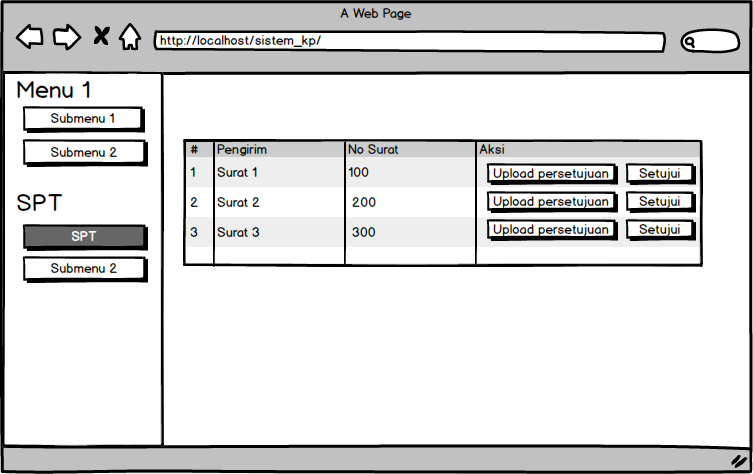 A Web Page
http://localhost/sistem_kp/
Menu 1
Submenu 1
Submenu 2
SPT
SPT
Submenu 2
# Pengirim No Surat Aksi
1 Surat 1 100 Upload persetujuan Setujui
2 Surat 2 200 Upload persetujuan Setujui
3 Surat 3 300 Upload persetujuan Setujui